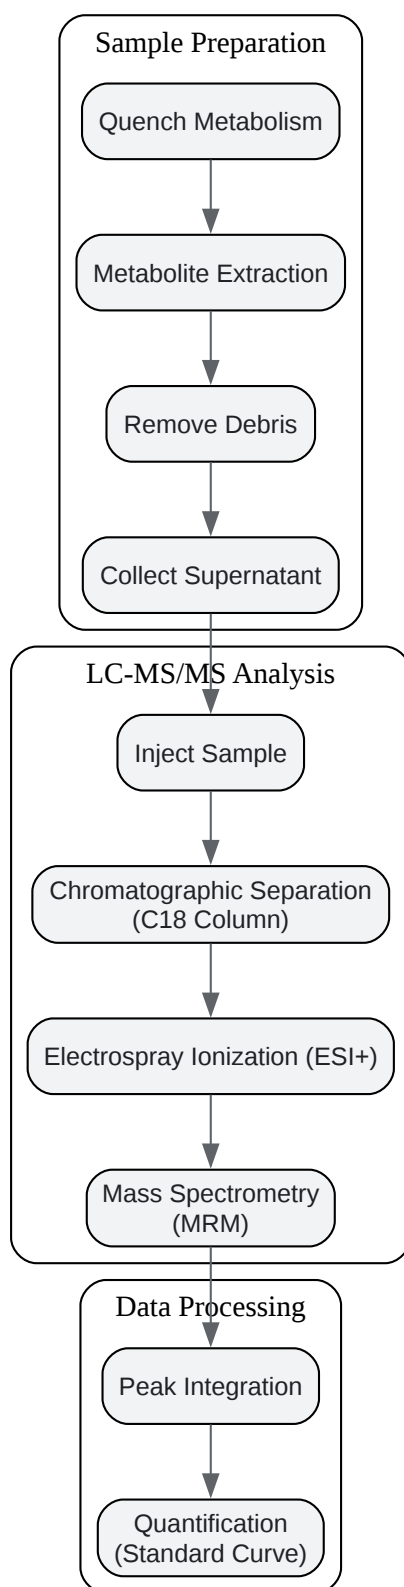 Sample Preparation
Quench Metabolism
Metabolite Extraction
Remove Debris
Collect Supernatant
LC-MS/MS Analysis
Inject Sample
Chromatographic Separation
(C18 Column)
Electrospray Ionization (ESI+)
Mass Spectrometry
(MRM)
Data Processing
Peak Integration
Quantification
(Standard Curve)